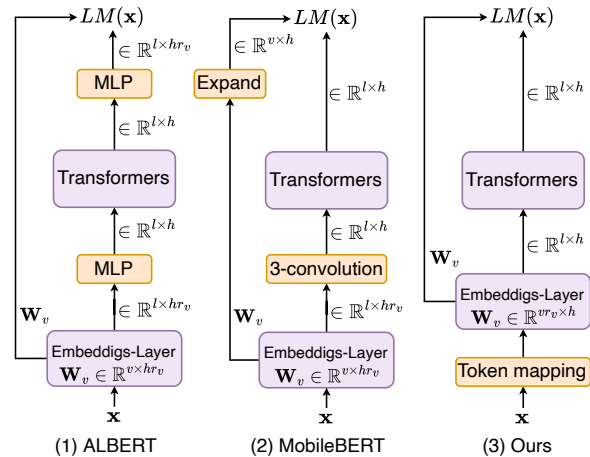 LM(𝐱)
∈ ℝ^{l×hr_v}
MLP
∈ ℝ^{l×h}
Transformers
∈ ℝ^{l×h}
MLP
∈ ℝ^{l×hr_v}
𝐖_v
Embeddigs-Layer
𝐖_v ∈ ℝ^{v×hr_v}
𝐱
(1) ALBERT
LM(𝐱)
∈ ℝ^{v×h}
Expand
∈ ℝ^{l×h}
Transformers
∈ ℝ^{l×h}
3-convolution
∈ ℝ^{l×hr_v}
𝐖_v
Embeddigs-Layer
𝐖_v ∈ ℝ^{v×hr_v}
𝐱
(2) MobileBERT
LM(𝐱)
∈ ℝ^{l×h}
Transformers
∈ ℝ^{l×h}
𝐖_v
Embeddigs-Layer
𝐖_v ∈ ℝ^{vr_v×h}
Token mapping
𝐱
(3) Ours